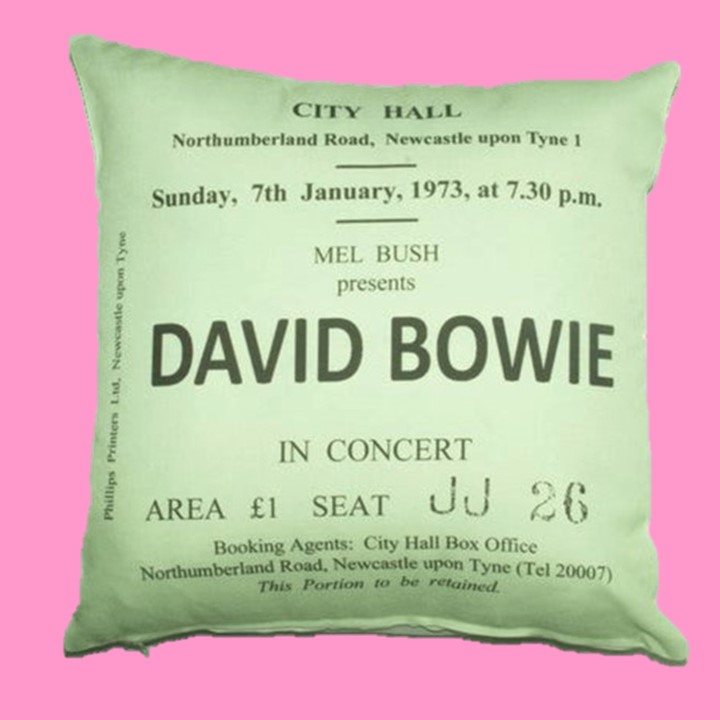 CITY HALL
Northumberland Road, Newcastle upon Tyne 1
Sunday, 7th January, 1973, at 7.30 p.m.
MEL BUSH
presents
DAVID BOWIE
IN CONCERT
AREA £1 SEAT JJ 26
Booking Agents: City Hall Box Office
Northumberland Road, Newcastle upon Tyne (Tel 20007)
This Portion to be retained.
Phillips Printers Ltd, Newcastle upon Tyne